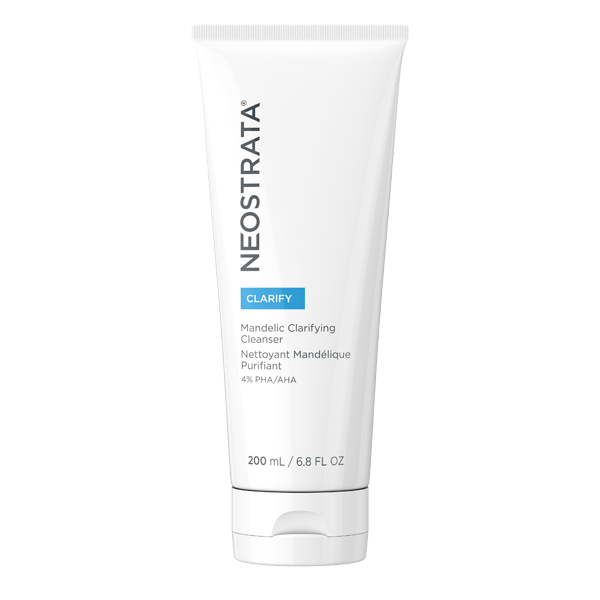 NEOSTRATA®
CLARIFY
Mandelic Clarifying
Cleanser
Nettoyant Mandélique
Purifiant
4% PHA/AHA
200 mL / 6.8 FL OZ